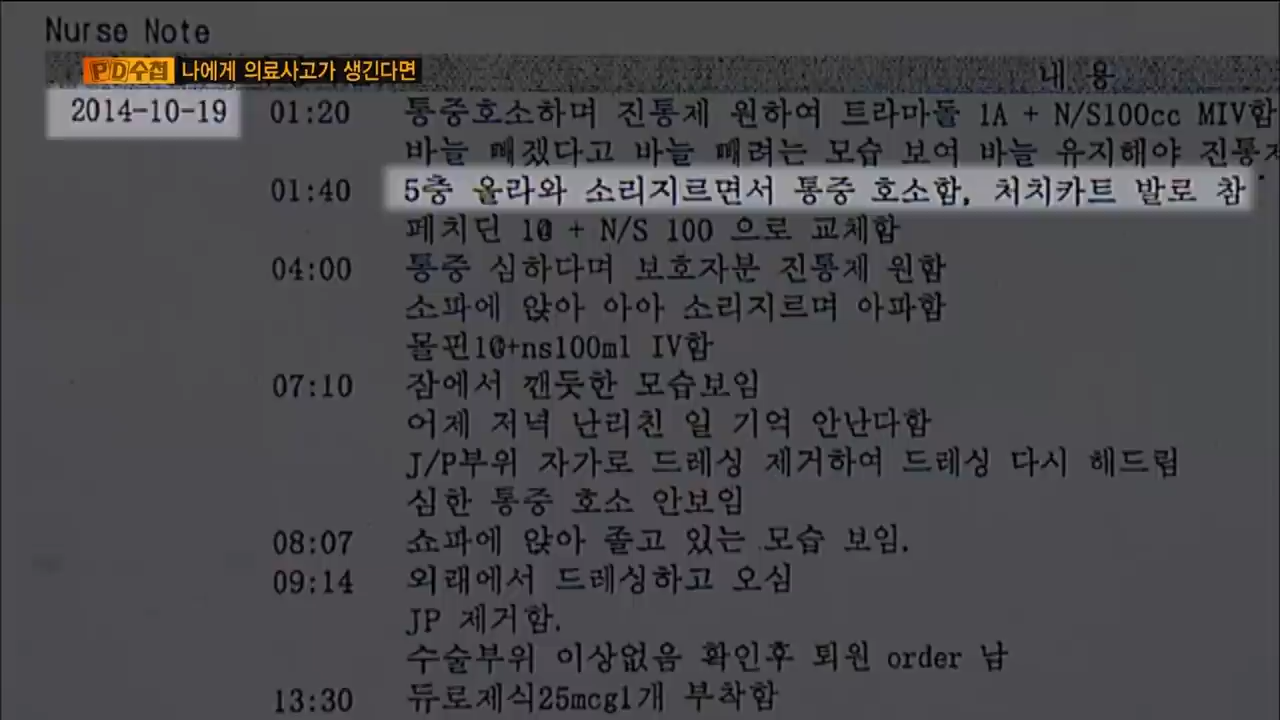 Nurse Note
PD수첩 나에게 의료사고가 생긴다면
내 용
2014-10-19 01:20 통중호소하며 진통제 원하여 트라마돌 1A + N/S100cc MIV함
바늘 빼겠다고 바늘 빼려는 모습 보여 바늘 유지해야
01:40 5층 올라와 소리지르면서 통중 호소함, 처치카트 발로 참
페치딘 1@ + N/S 100 으로 교체함
04:00 통중 심하다며 보호자분 진통제 원함
소파에 앉아 아아 소리지르며 아파함
몰핀1@+ns100ml IV함
07:10 잠에서 깬듯한 모습보임
어제 저녁 난리친 일 기억 안난다함
J/P부위 자가로 드레싱 제거하여 드레싱 다시 해드림
심한 통중 호소 안보임
08:07 쇼파에 앉아 졸고 있는 모습 보임.
09:14 외래에서 드레싱하고 오심
JP 제거함.
수술부위 이상없음 확인후 퇴원 order 남
13:30 듀로제식25mcg1개 부착함